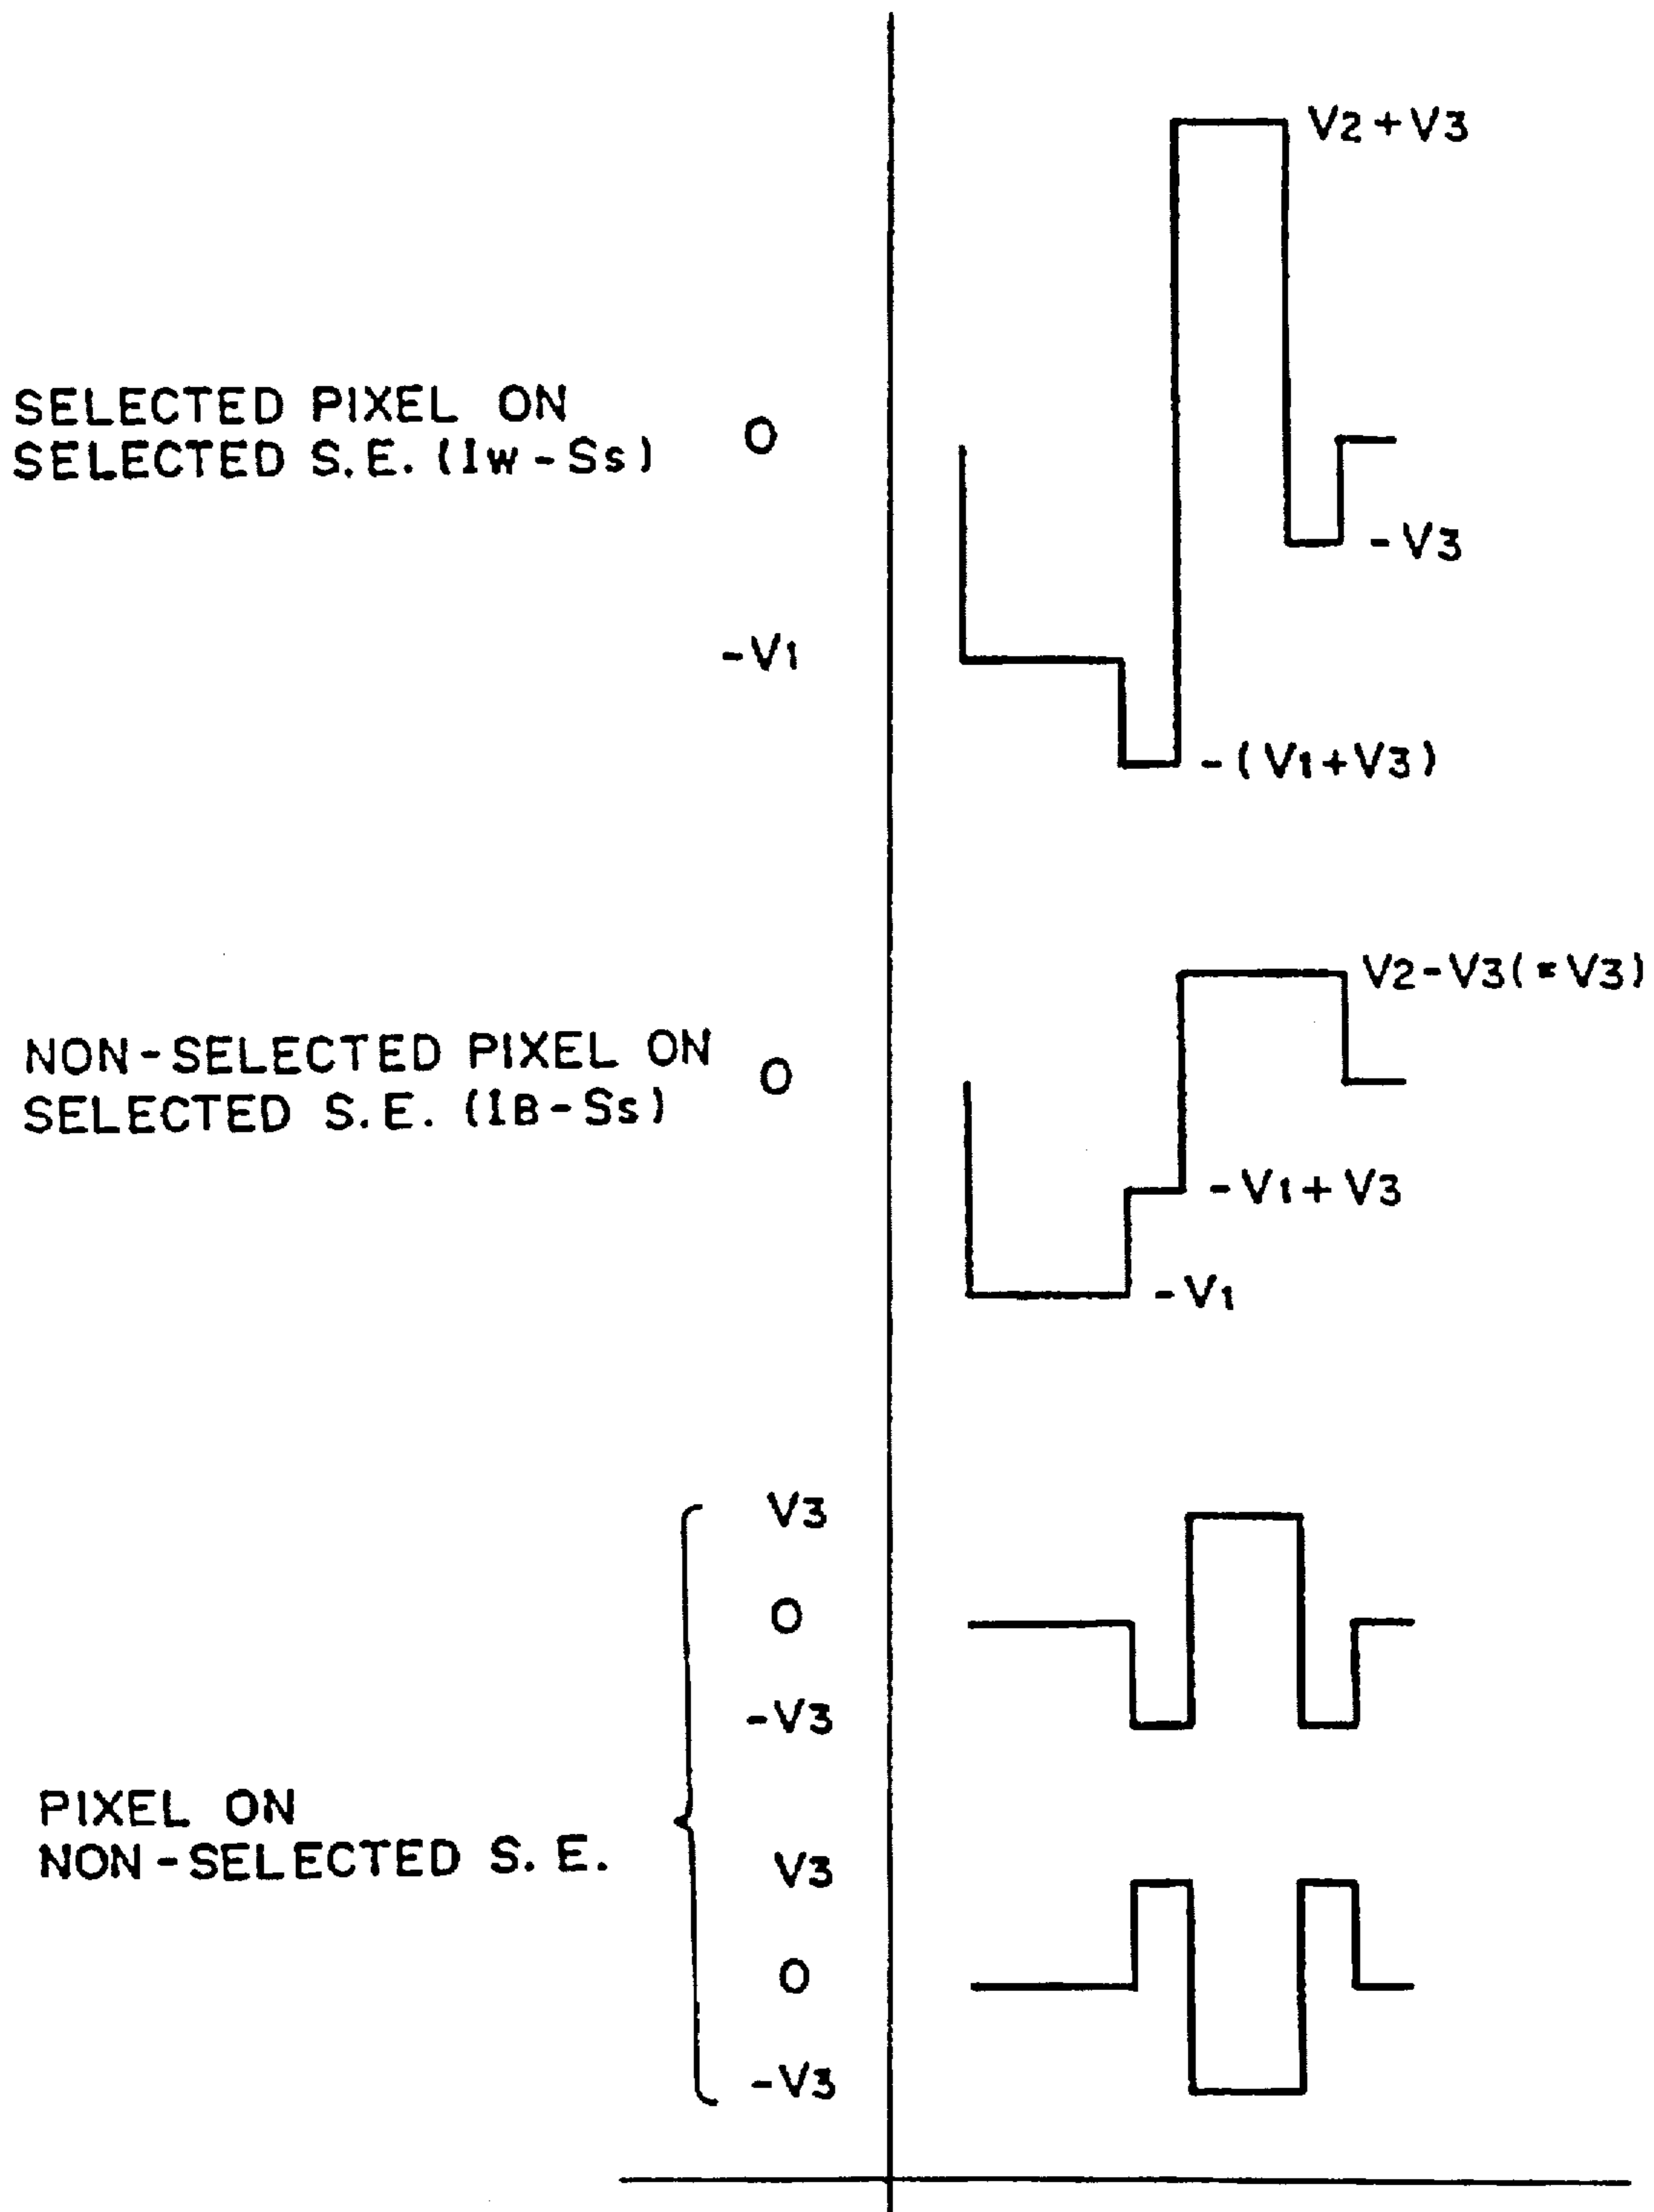 V2+V3
SELECTED PIXEL ON
SELECTED S.E.(Iw-Ss)
0
-V3
-V1
-(V1+V3)
V2-V3(=V3)
NON-SELECTED PIXEL ON
SELECTED S.E. (IB-Ss)
0
-V1+V3
-V1
V3
0
-V3
PIXEL ON
NON-SELECTED S.E.
V3
0
-V3